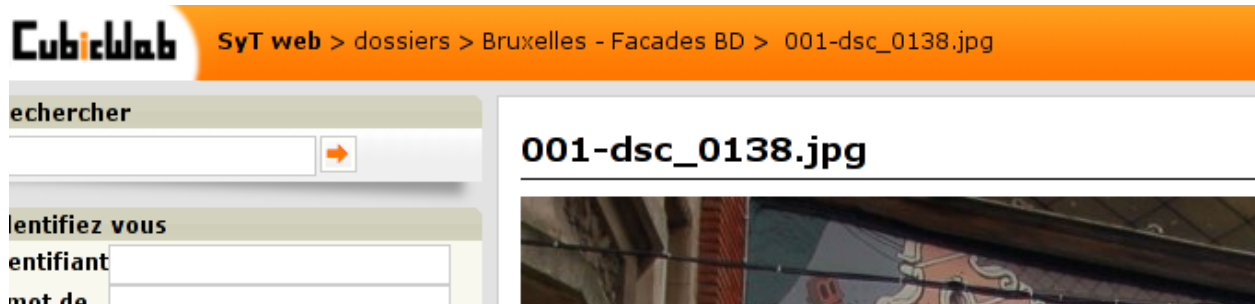 CubicWeb
SyT web > dossiers > Bruxelles - Facades BD > 001-dsc_0138.jpg
echercher
001-dsc_0138.jpg
dentifiez vous
entifiant
mot de